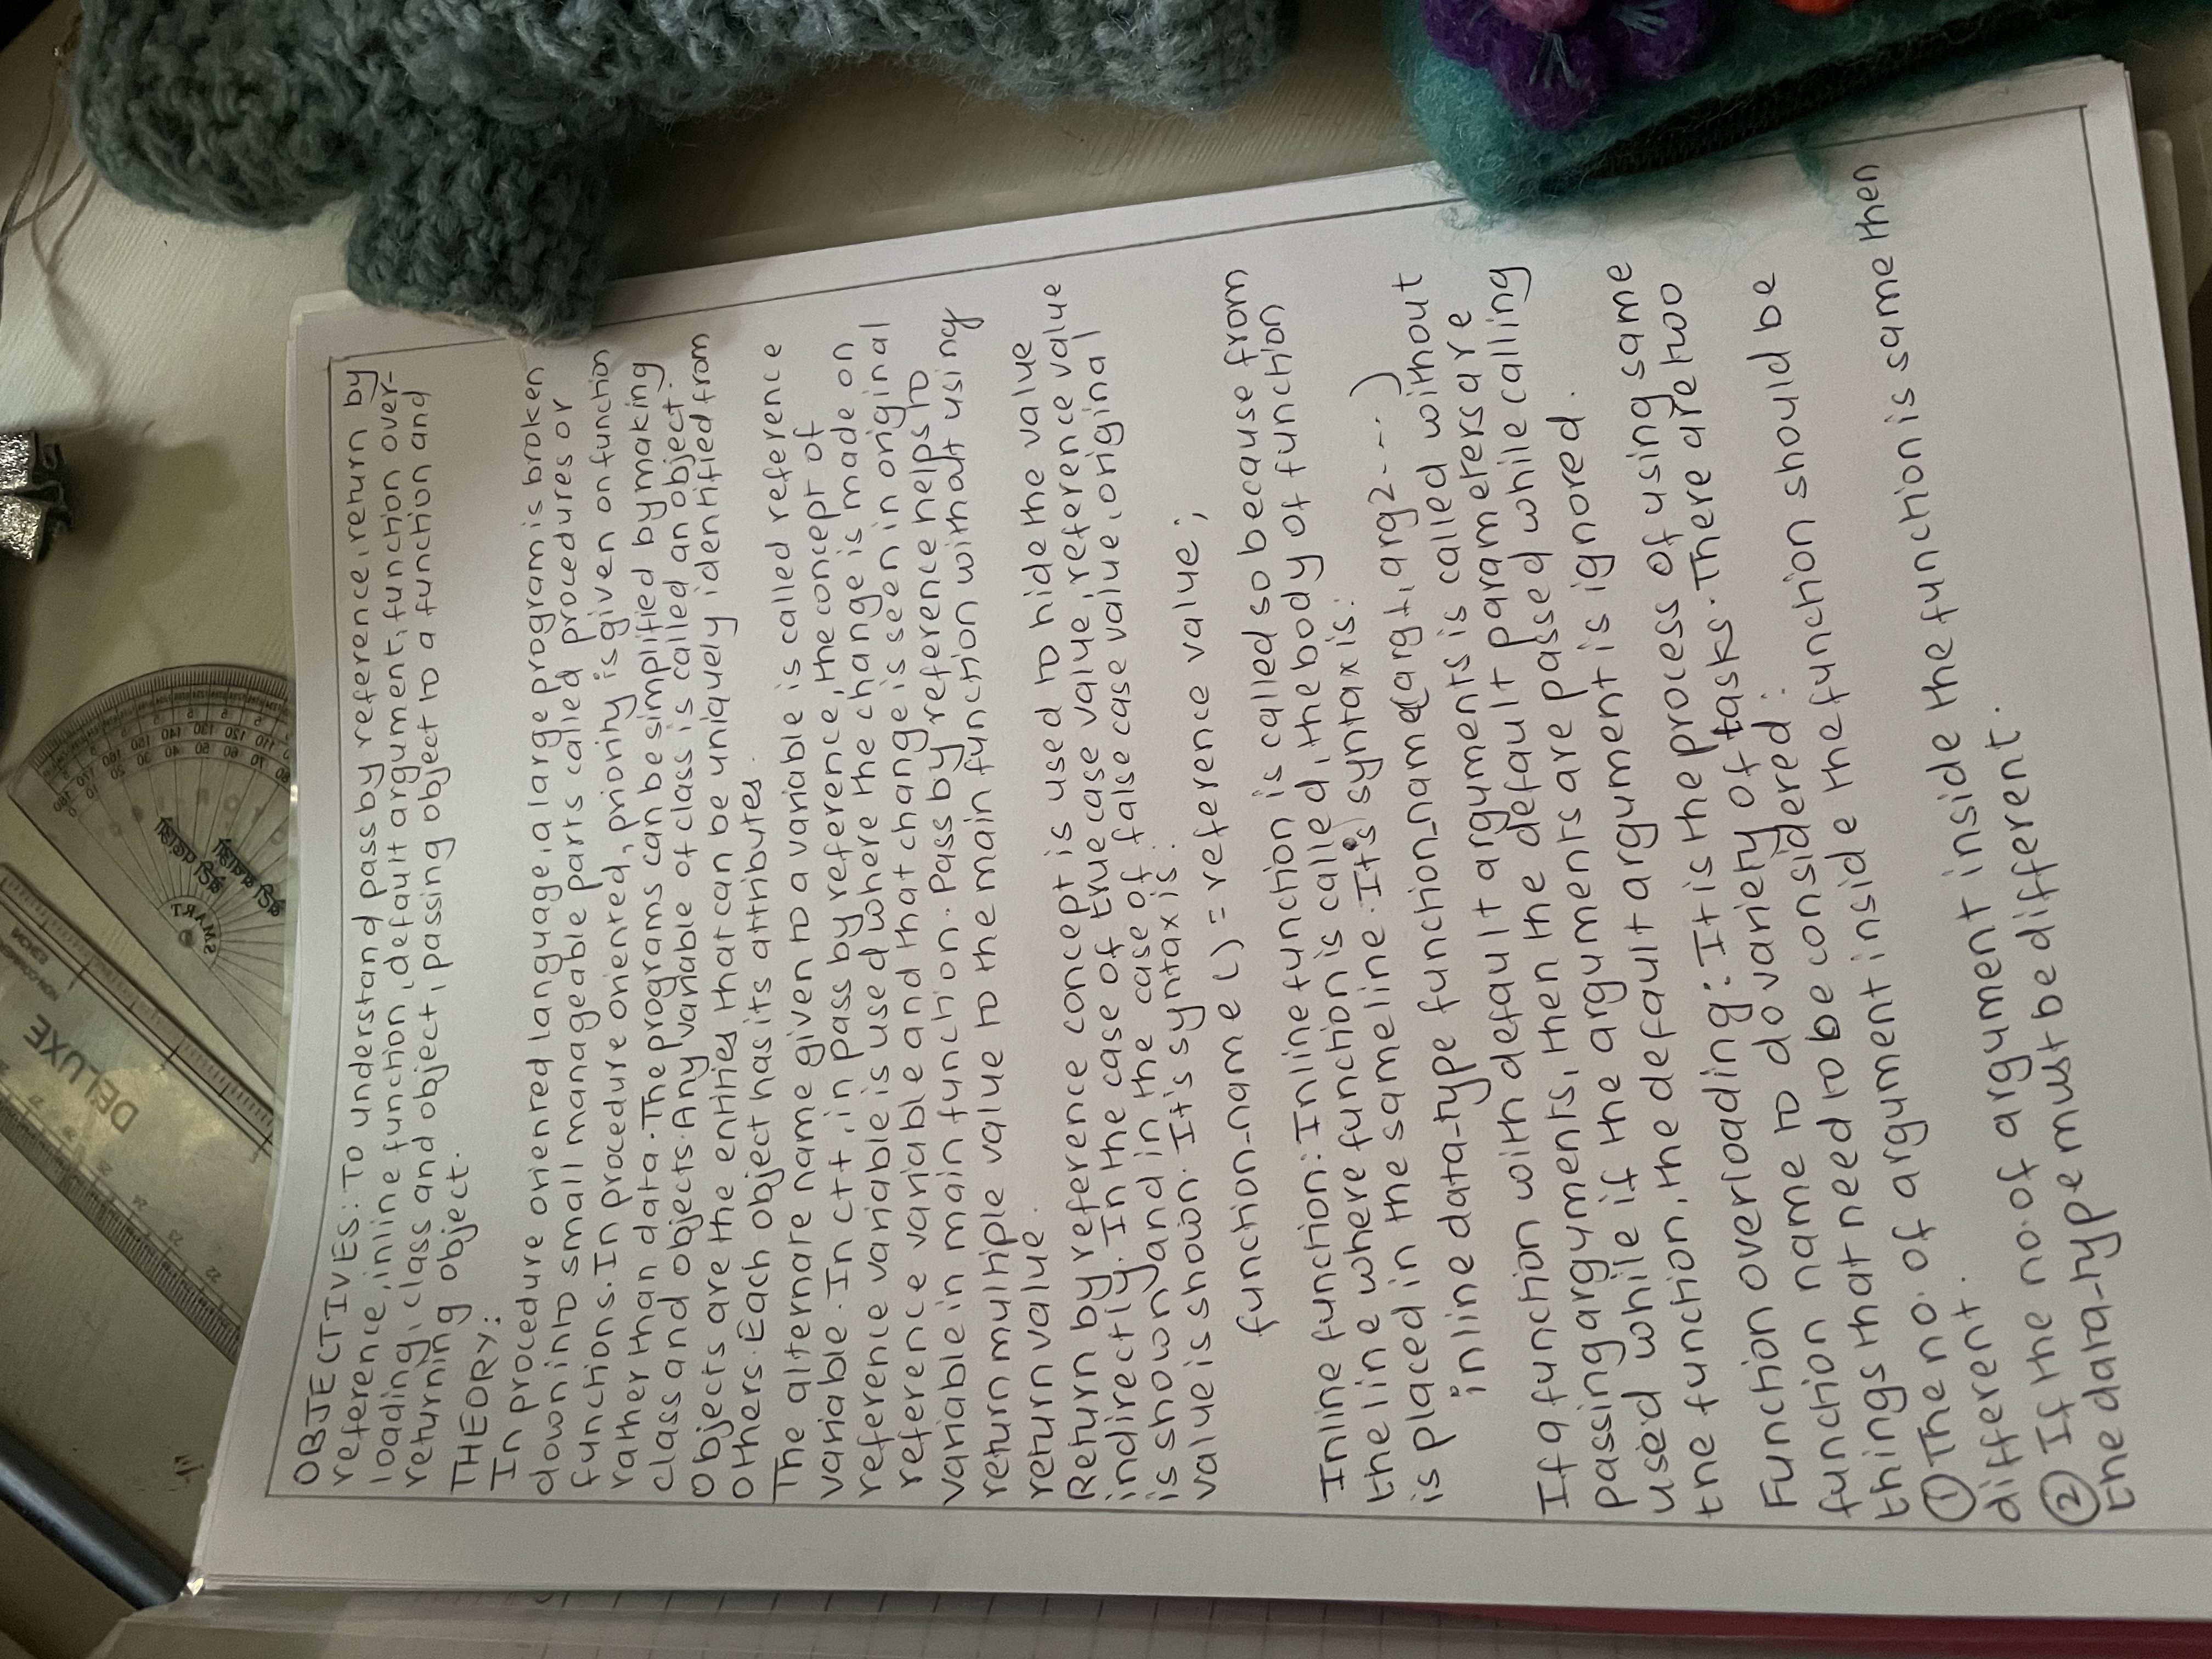 DELUXE
22
23
24
25
26
27
SMART
OBJECTIVES: To understand pass by reference, return by
reference, inline function, default argument, function over-
loading, class and object, passing object to a function and
returning object.
THEORY:
In procedure oriented language, a large program is broken
down into small manageable parts called procedures or
functions. In procedure oriented, priority is given on function
rather than data. The programs can be simplified by making
class and objects. Any variable of class is called an object.
Objects are the entities that can be uniquely identified from
others. Each object has its attributes.
The alternate name given to a variable is called reference
variable. In c++, in pass by reference, the concept of
reference variable is used where the change is made on
reference variable and that change is seen in original
variable in main function. Pass by reference helps to
return multiple value to the main function without using
return value.
Return by reference concept is used to hide the value
indirectly. In the case of true case value, reference value
is shown and in the case of false case value, original
value is shown. It's syntax is:
function_name () = reference value;
Inline function: Inline function is called so because from
the line where function is called, the body of function
is placed in the same line. It's syntax is:
inline data_type function_name(arg1, arg2....)
If a function with default arguments is called without
passing arguments, then the default parameters are
used while if the arguments are passed while calling
the function, the default argument is ignored.
Function overloading: It is the process of using same
function name to do variety of tasks. There are two
things that need to be considered:
① The no. of argument inside the function should be
different.
② If the no. of argument inside the function is same then
the data_type must be different.